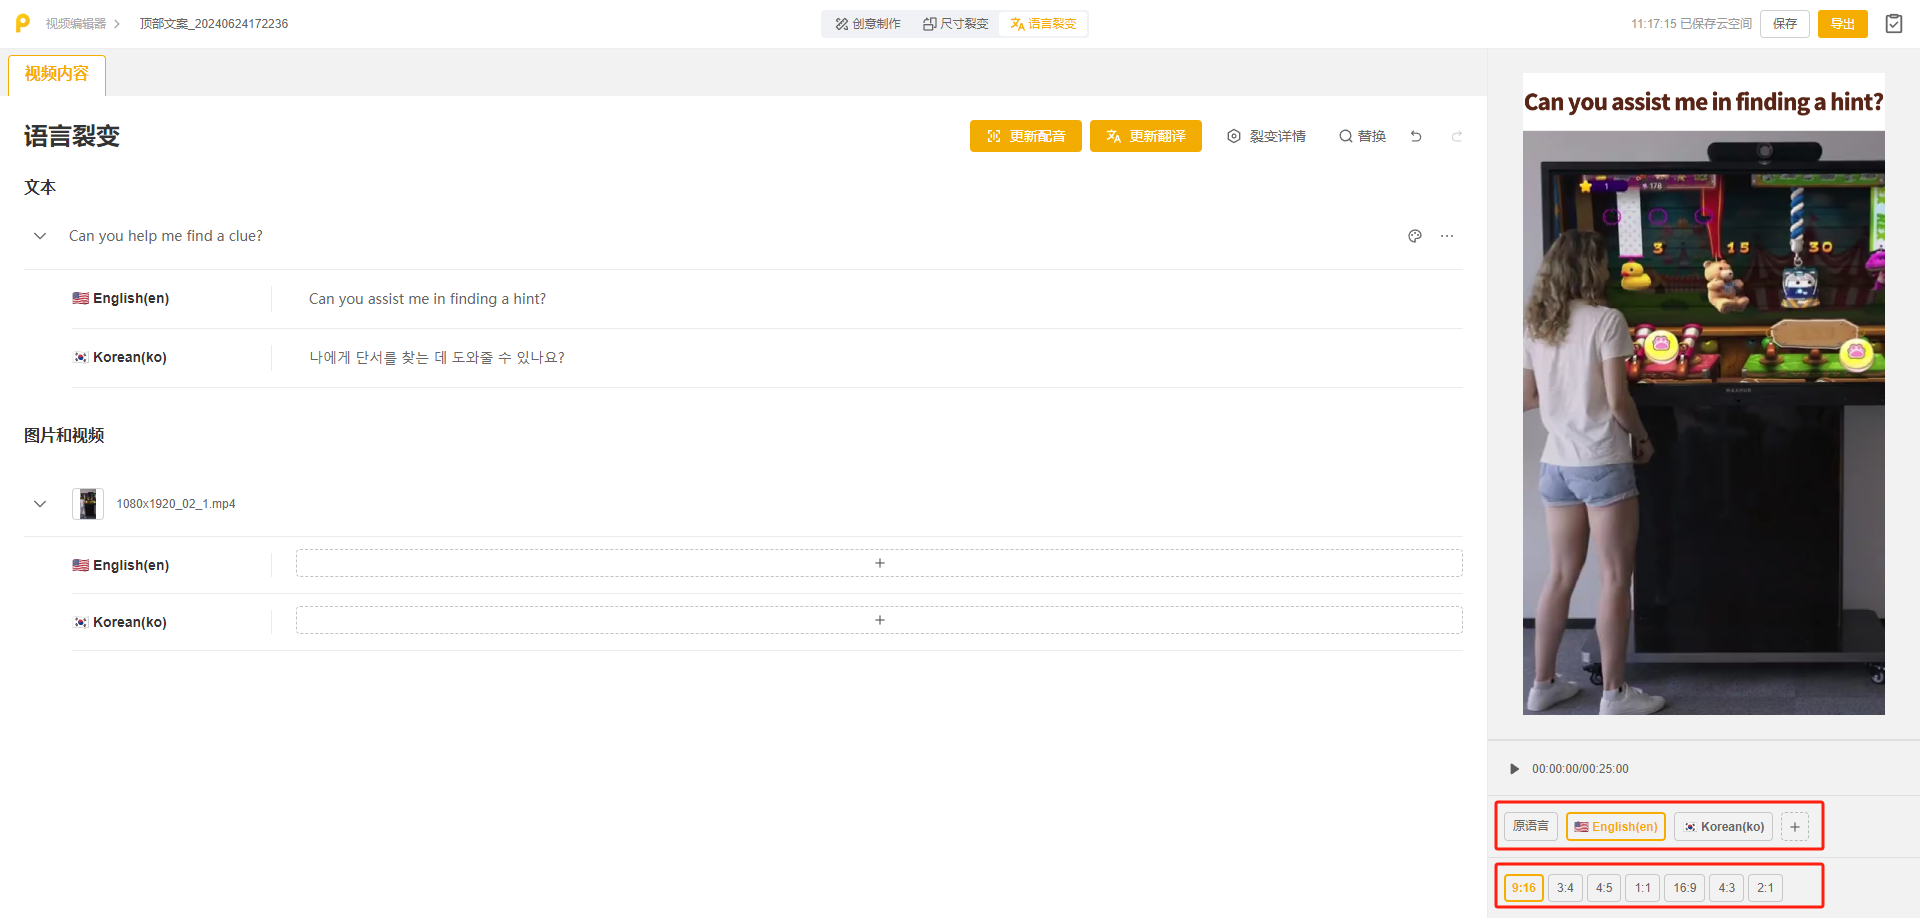 视频编辑器
顶部文案_20240624172236
创意制作
尺寸裂变
语言裂变
11:17:15 已保存云空间
保存
导出
视频内容
语言裂变
更新配音
更新翻译
裂变详情
替换
文本
Can you help me find a clue?
English(en)
Can you assist me in finding a hint?
Korean(ko)
나에게 단서를 찾는 데 도와줄 수 있나요?
图片和视频
1080x1920_02_1.mp4
English(en)
Korean(ko)
Can you assist me in finding a hint?
1
178
3
15
30
MAXHUB
00:00:00/00:25:00
原语言
English(en)
Korean(ko)
9:16
3:4
4:5
1:1
16:9
4:3
2:1